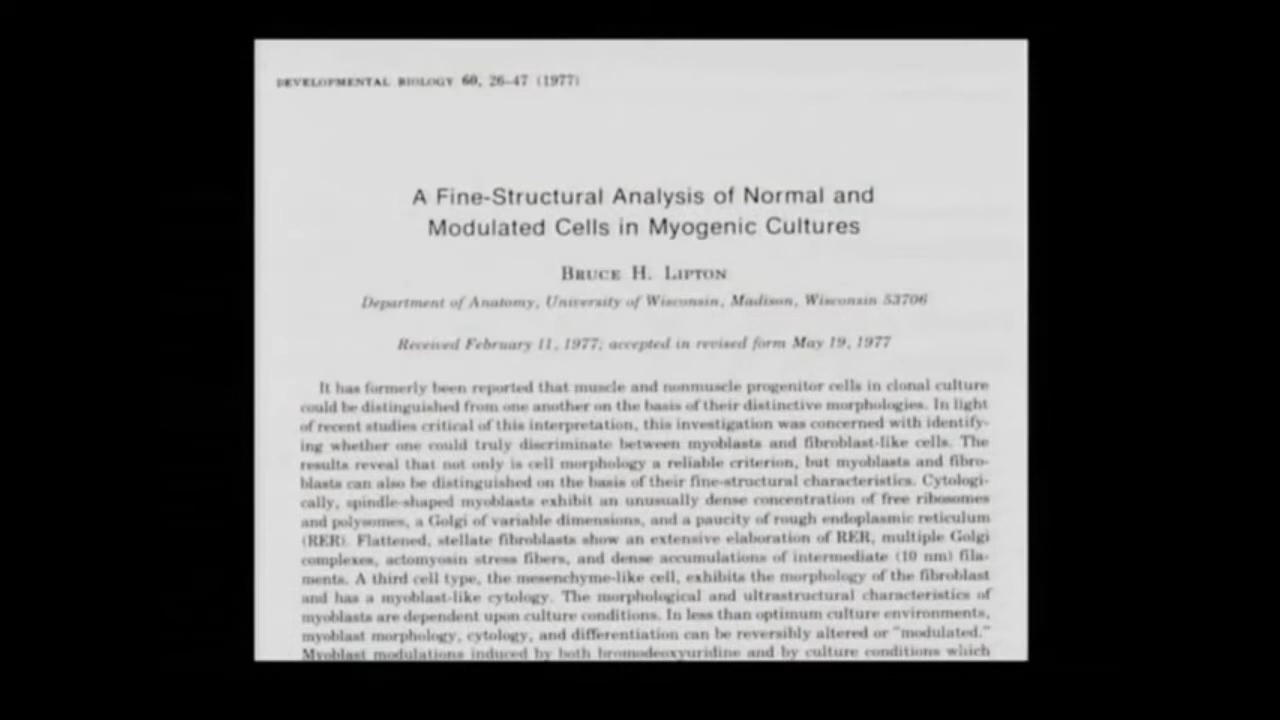 DEVELOPMENTAL BIOLOGY 60, 26–47 (1977)
A Fine-Structural Analysis of Normal and
Modulated Cells in Myogenic Cultures
BRUCE H. LIPTON
Department of Anatomy, University of Wisconsin, Madison, Wisconsin 53706
Received February 11, 1977; accepted in revised form May 19, 1977
It has formerly been reported that muscle and nonmuscle progenitor cells in clonal culture
could be distinguished from one another on the basis of their distinctive morphologies. In light
of recent studies critical of this interpretation, this investigation was concerned with identify-
ing whether one could truly discriminate between myoblasts and fibroblast-like cells. The
results reveal that not only is cell morphology a reliable criterion, but myoblasts and fibro-
blasts can also be distinguished on the basis of their fine-structural characteristics. Cytologi-
cally, spindle-shaped myoblasts exhibit an unusually dense concentration of free ribosomes
and polysomes, a Golgi of variable dimensions, and a paucity of rough endoplasmic reticulum
(RER). Flattened, stellate fibroblasts show an extensive elaboration of RER, multiple Golgi
complexes, actomyosin stress fibers, and dense accumulations of intermediate (10 nm) fila-
ments. A third cell type, the mesenchyme-like cell, exhibits the morphology of the fibroblast
and has a myoblast-like cytology. The morphological and ultrastructural characteristics of
myoblasts are dependent upon culture conditions. In less than optimum culture environments,
myoblast morphology, cytology, and differentiation can be reversibly altered or "modulated."
Myoblast modulations induced by both bromodeoxyuridine and by culture conditions which